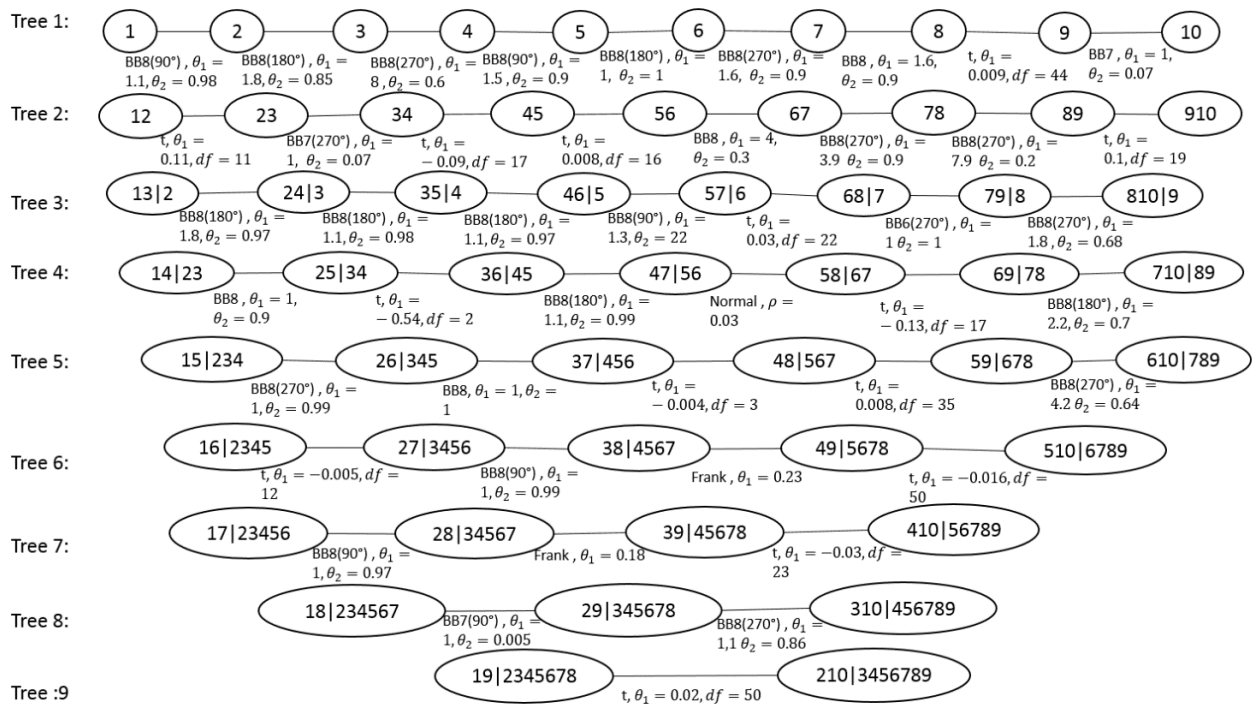 Tree 1:
1 2 3 4 5 6 7 8 9 10
BB8(90°) , θ₁ =
1.1, θ₂ = 0.98
BB8(180°) , θ₁ =
1.8, θ₂ = 0.85
BB8(270°) , θ₁ =
8 , θ₂ = 0.6
BB8(90°) , θ₁ =
1.5 , θ₂ = 0.9
BB8(180°) , θ₁ =
1, θ₂ = 1
BB8(270°) , θ₁ =
1.6, θ₂ = 0.9
BB8 , θ₁ = 1.6,
θ₂ = 0.9
t, θ₁ =
0.009, df = 44
BB7 , θ₁ = 1,
θ₂ = 0.07
Tree 2:
12 23 34 45 56 67 78 89 910
t, θ₁ =
0.11, df = 11
BB7(270°) , θ₁ =
1, θ₂ = 0.07
t, θ₁ =
− 0.09, df = 17
t, θ₁ =
0.008, df = 16
BB8 , θ₁ = 4,
θ₂ = 0.3
BB8(270°) , θ₁ =
3.9 θ₂ = 0.9
BB8(270°) , θ₁ =
7.9 θ₂ = 0.2
t, θ₁ =
0.1, df = 19
Tree 3:
13|2 24|3 35|4 46|5 57|6 68|7 79|8 810|9
BB8(180°) , θ₁ =
1.8, θ₂ = 0.97
BB8(180°) , θ₁ =
1.1, θ₂ = 0.98
BB8(180°) , θ₁ =
1.1, θ₂ = 0.97
BB8(90°) , θ₁ =
1.3, θ₂ = 22
t, θ₁ =
0.03, df = 22
BB6(270°) , θ₁ =
1 θ₂ = 1
BB8(270°) , θ₁ =
1.8 , θ₂ = 0.68
Tree 4:
14|23 25|34 36|45 47|56 58|67 69|78 710|89
BB8 , θ₁ = 1,
θ₂ = 0.9
t, θ₁ =
− 0.54, df = 2
BB8(180°) , θ₁ =
1.1, θ₂ = 0.99
Normal , ρ =
0.03
t, θ₁ =
− 0.13, df = 17
BB8(180°) , θ₁ =
2.2, θ₂ = 0.7
Tree 5:
15|234 26|345 37|456 48|567 59|678 610|789
BB8(270°) , θ₁ =
1, θ₂ = 0.99
BB8, θ₁ = 1, θ₂ =
1
t, θ₁ =
− 0.004, df = 3
t, θ₁ =
0.008, df = 35
BB8(270°) , θ₁ =
4.2 θ₂ = 0.64
Tree 6:
16|2345 27|3456 38|4567 49|5678 510|6789
t, θ₁ = −0.005, df =
12
BB8(90°) , θ₁ =
1, θ₂ = 0.99
Frank , θ₁ = 0.23
t, θ₁ = −0.016, df =
50
Tree 7:
17|23456 28|34567 39|45678 410|56789
BB8(90°) , θ₁ =
1, θ₂ = 0.97
Frank , θ₁ = 0.18
t, θ₁ = −0.03, df =
23
Tree 8:
18|234567 29|345678 310|456789
BB7(90°) , θ₁ =
1, θ₂ = 0.005
BB8(270°) , θ₁ =
1,1 θ₂ = 0.86
Tree :9
19|2345678 210|3456789
t, θ₁ = 0.02, df = 50